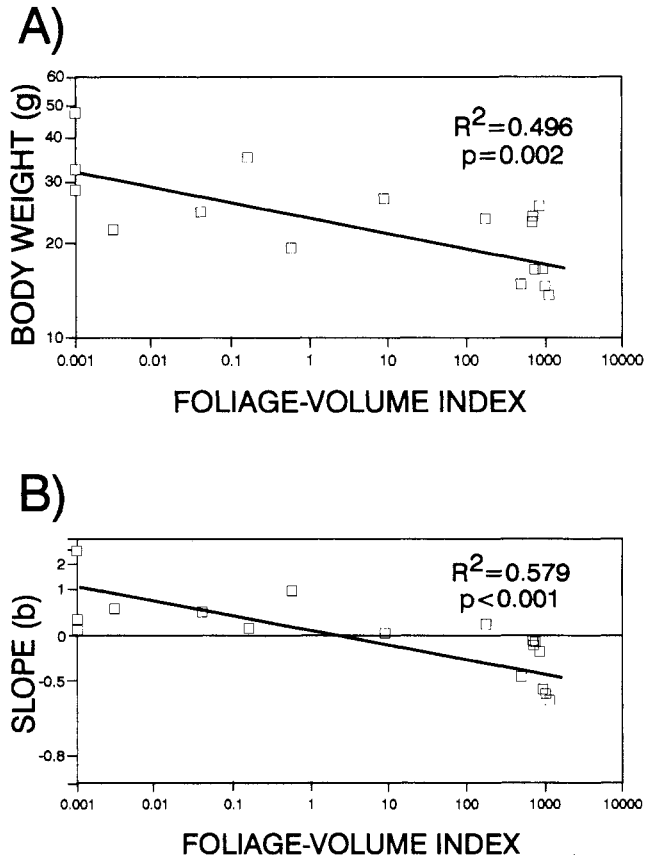 A)
60
50
40
30
20
10
BODY WEIGHT (g)
R²=0.496
p=0.002
0.001 0.01 0.1 1 10 100 1000 10000
FOLIAGE-VOLUME INDEX
B)
2
1
0
-0.5
-0.8
SLOPE (b)
R²=0.579
p<0.001
0.001 0.01 0.1 1 10 100 1000 10000
FOLIAGE-VOLUME INDEX